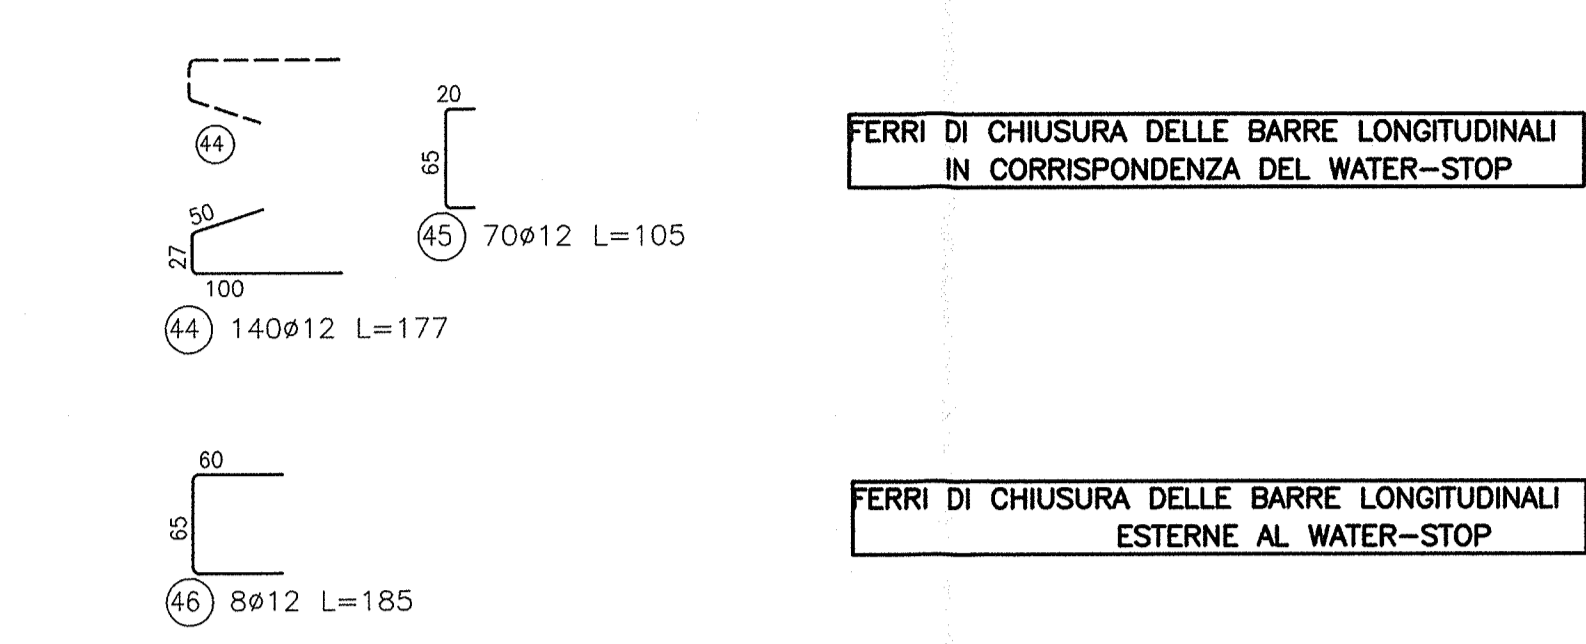 44
20
65
45 70ø12 L=105
50
27
100
44 140ø12 L=177
FERRI DI CHIUSURA DELLE BARRE LONGITUDINALI
IN CORRISPONDENZA DEL WATER-STOP
60
65
46 8ø12 L=185
FERRI DI CHIUSURA DELLE BARRE LONGITUDINALI
ESTERNE AL WATER-STOP